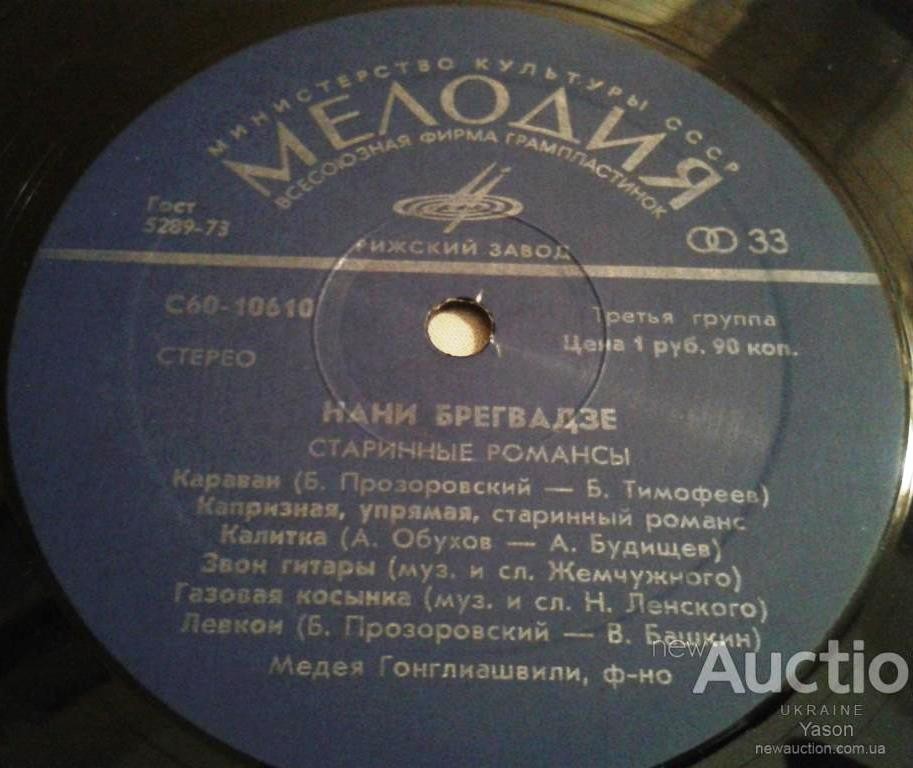 МИНИСТЕРСТВО КУЛЬТУРЫ СССР
МЕЛОДИЯ
ВСЕСОЮЗНАЯ ФИРМА ГРАМПЛАСТИНОК
Гост
5289-73
РИЖСКИЙ ЗАВОД
33
С60-10610
Третья группа
СТЕРЕО
Цена 1 руб. 90 коп.
НАНИ БРЕГВАДЗЕ
СТАРИННЫЕ РОМАНСЫ
Караван (Б. Прозоровский — Б. Тимофеев)
Капризная, упрямая, старинный романс
Калитка (А. Обухов — А. Будищев)
Звон гитары (муз. и сл. Жемчужного)
Газовая косынка (муз. и сл. Н. Ленского)
Левкои (Б. Прозоровский — В. Башкин)
Медея Гонглиашвили, ф-но
new
Auctio
UKRAINE
Yason
newauction.com.ua